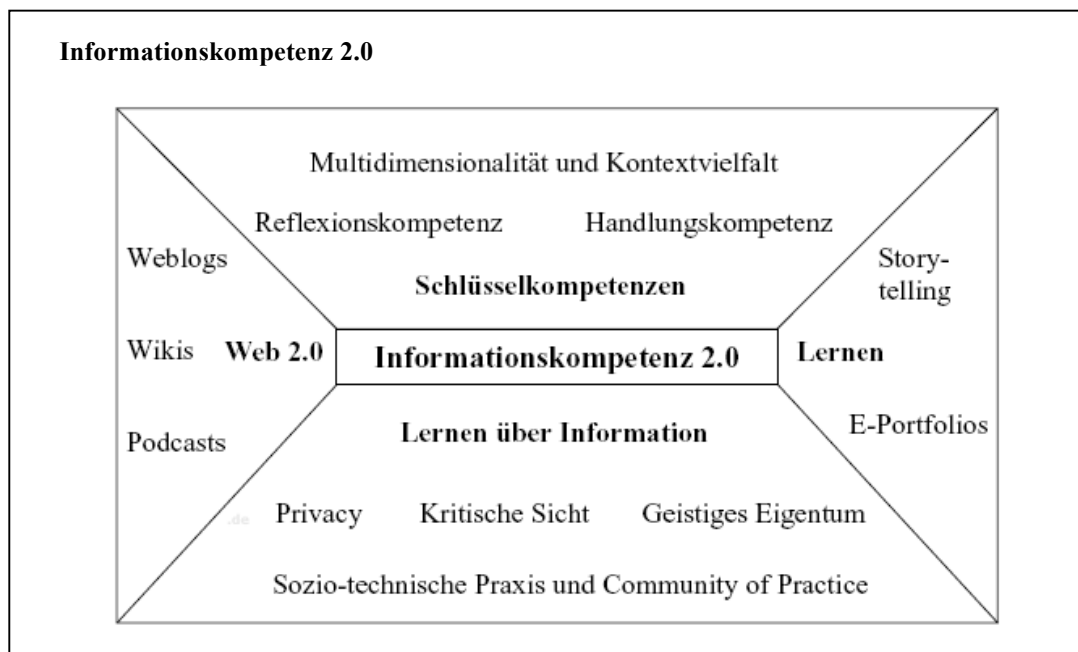 Informationskompetenz 2.0
Multidimensionalität und Kontextvielfalt
Reflexionskompetenz Handlungskompetenz
Schlüsselkompetenzen
Weblogs
Wikis Web 2.0
Podcasts
Informationskompetenz 2.0
Story-
telling
Lernen
E-Portfolios
Lernen über Information
Privacy Kritische Sicht Geistiges Eigentum
.de
Sozio-technische Praxis und Community of Practice